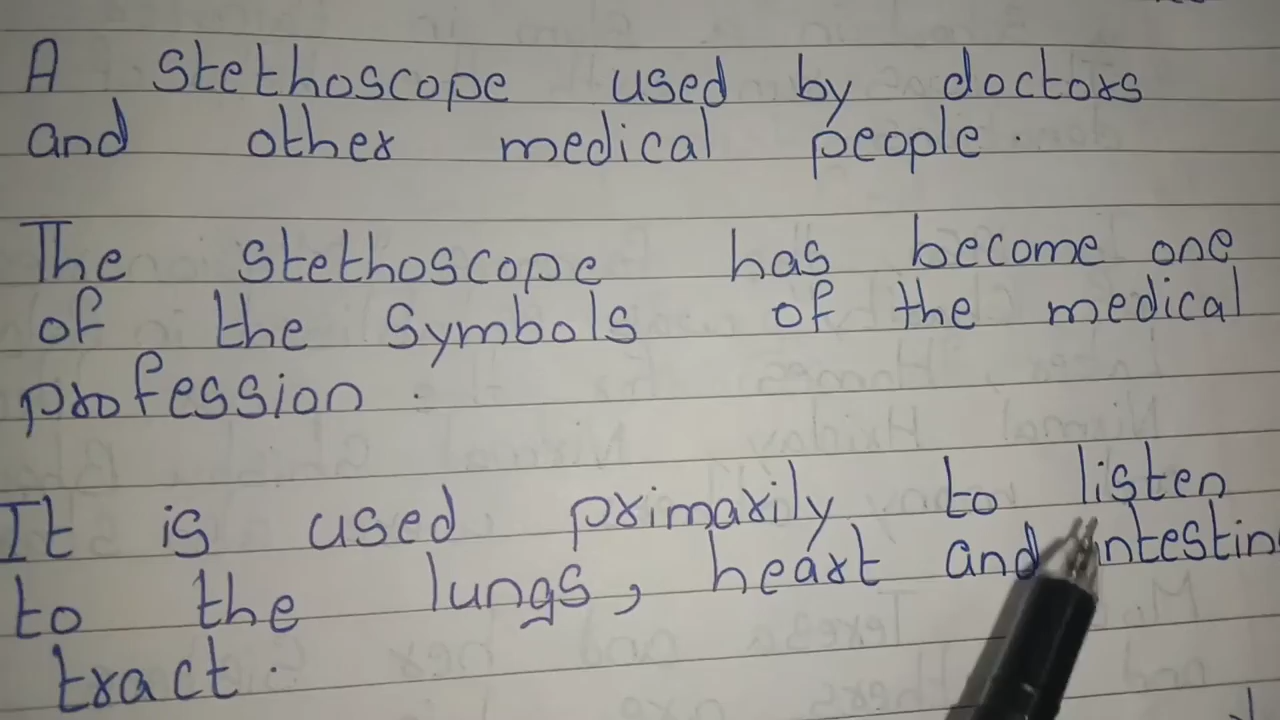 A stethoscope used by doctors
and other medical people.
The stethoscope has become one
of the symbols of the medical
profession.
It is used primarily to listen
to the lungs, heart and intestin
tract.